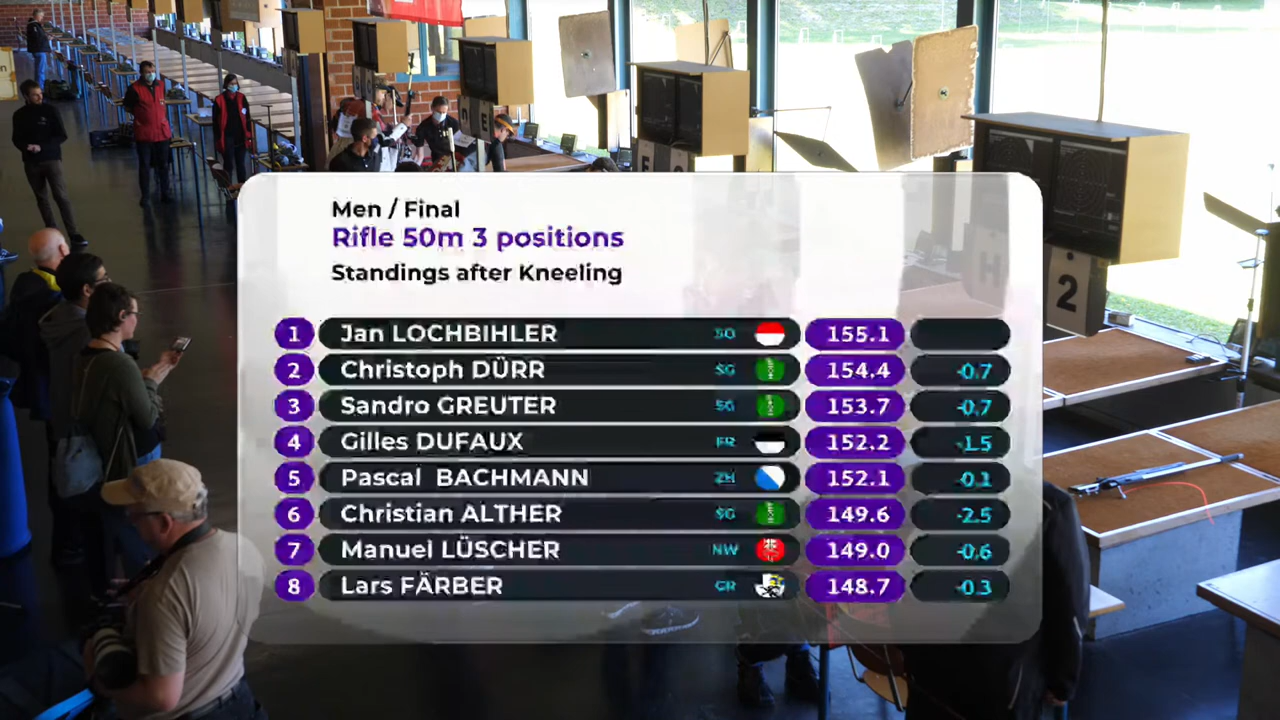 Men / Final
Rifle 50m 3 positions
Standings after Kneeling
1 Jan LOCHBIHLER SO 155.1
2 Christoph DÜRR SG 154.4 -0.7
3 Sandro GREUTER SG 153.7 -0.7
4 Gilles DUFAUX FR 152.2 -1.5
5 Pascal BACHMANN ZH 152.1 -0.1
6 Christian ALTHER SG 149.6 -2.5
7 Manuel LÜSCHER NW 149.0 -0.6
8 Lars FÄRBER GR 148.7 -0.3
H
2